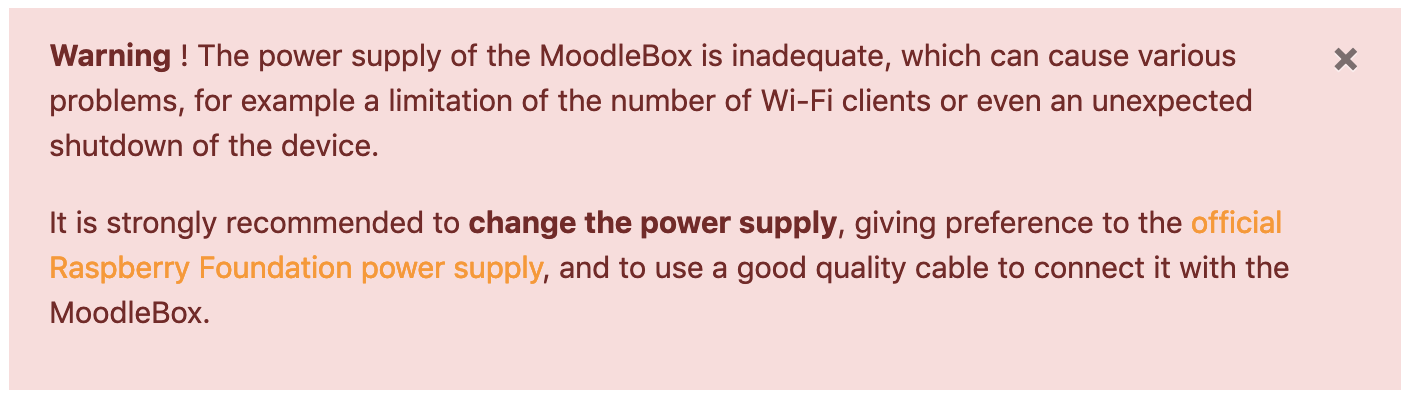 Warning ! The power supply of the MoodleBox is inadequate, which can cause various
problems, for example a limitation of the number of Wi-Fi clients or even an unexpected
shutdown of the device.
It is strongly recommended to change the power supply, giving preference to the official
Raspberry Foundation power supply, and to use a good quality cable to connect it with the
MoodleBox.